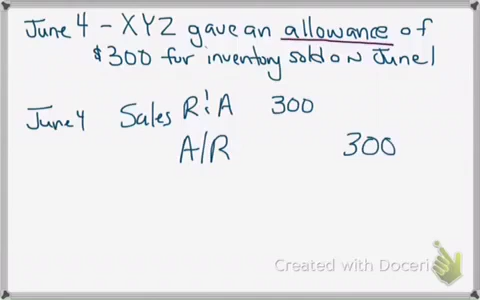 June 4 - XYZ gave an allowance of
$300 for inventory sold on June 1
June 4 Sales R&A 300
A/R 300
Created with Doceri